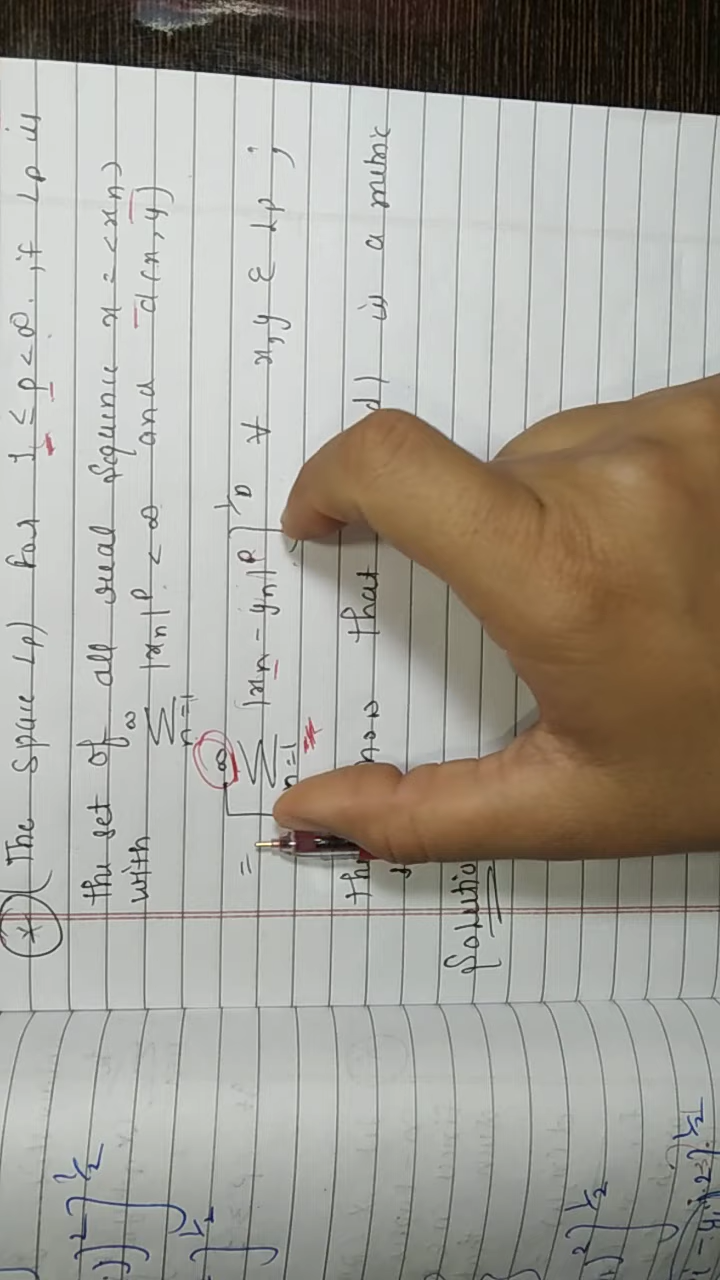 * (The space Lp) for 1 ≤ p < ∞, if Lp is
the set of all real sequence x = <xn>
with ∞ Σ n=1 |xn|^p < ∞ and d(x, y)
= [∞ Σ n=1 |xn - yn|^p]^1/p ∀ x, y ε Lp ;
that is a metric
Solutio